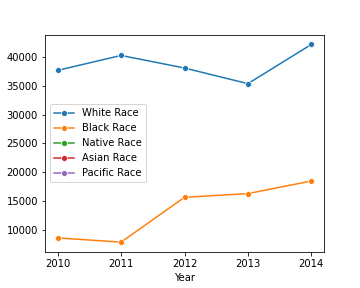 40000
35000
30000
25000
20000
15000
10000
White Race
Black Race
Native Race
Asian Race
Pacific Race
2010 2011 2012 2013 2014
Year